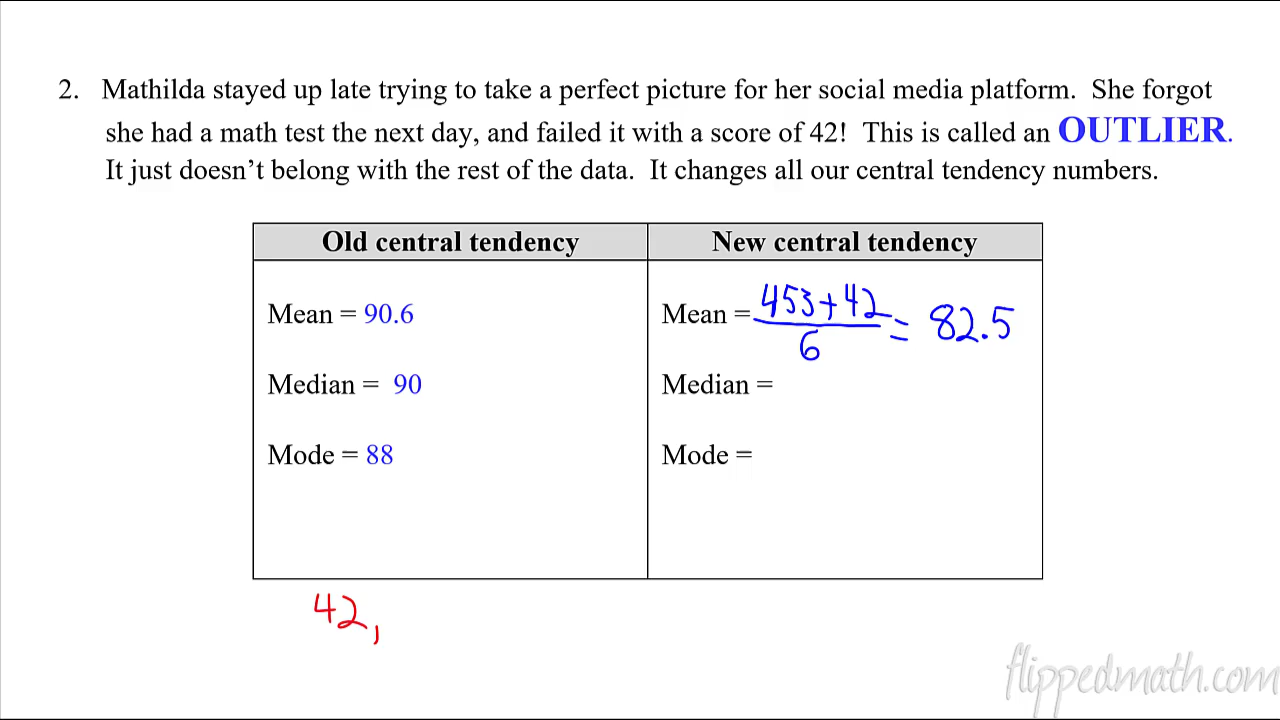 2. Mathilda stayed up late trying to take a perfect picture for her social media platform. She forgot
she had a math test the next day, and failed it with a score of 42! This is called an OUTLIER.
It just doesn’t belong with the rest of the data. It changes all our central tendency numbers.
Old central tendency
New central tendency
Mean = 90.6
Mean = 453+42 / 6 = 82.5
Median = 90
Median =
Mode = 88
Mode =
42,
flippedmath.com